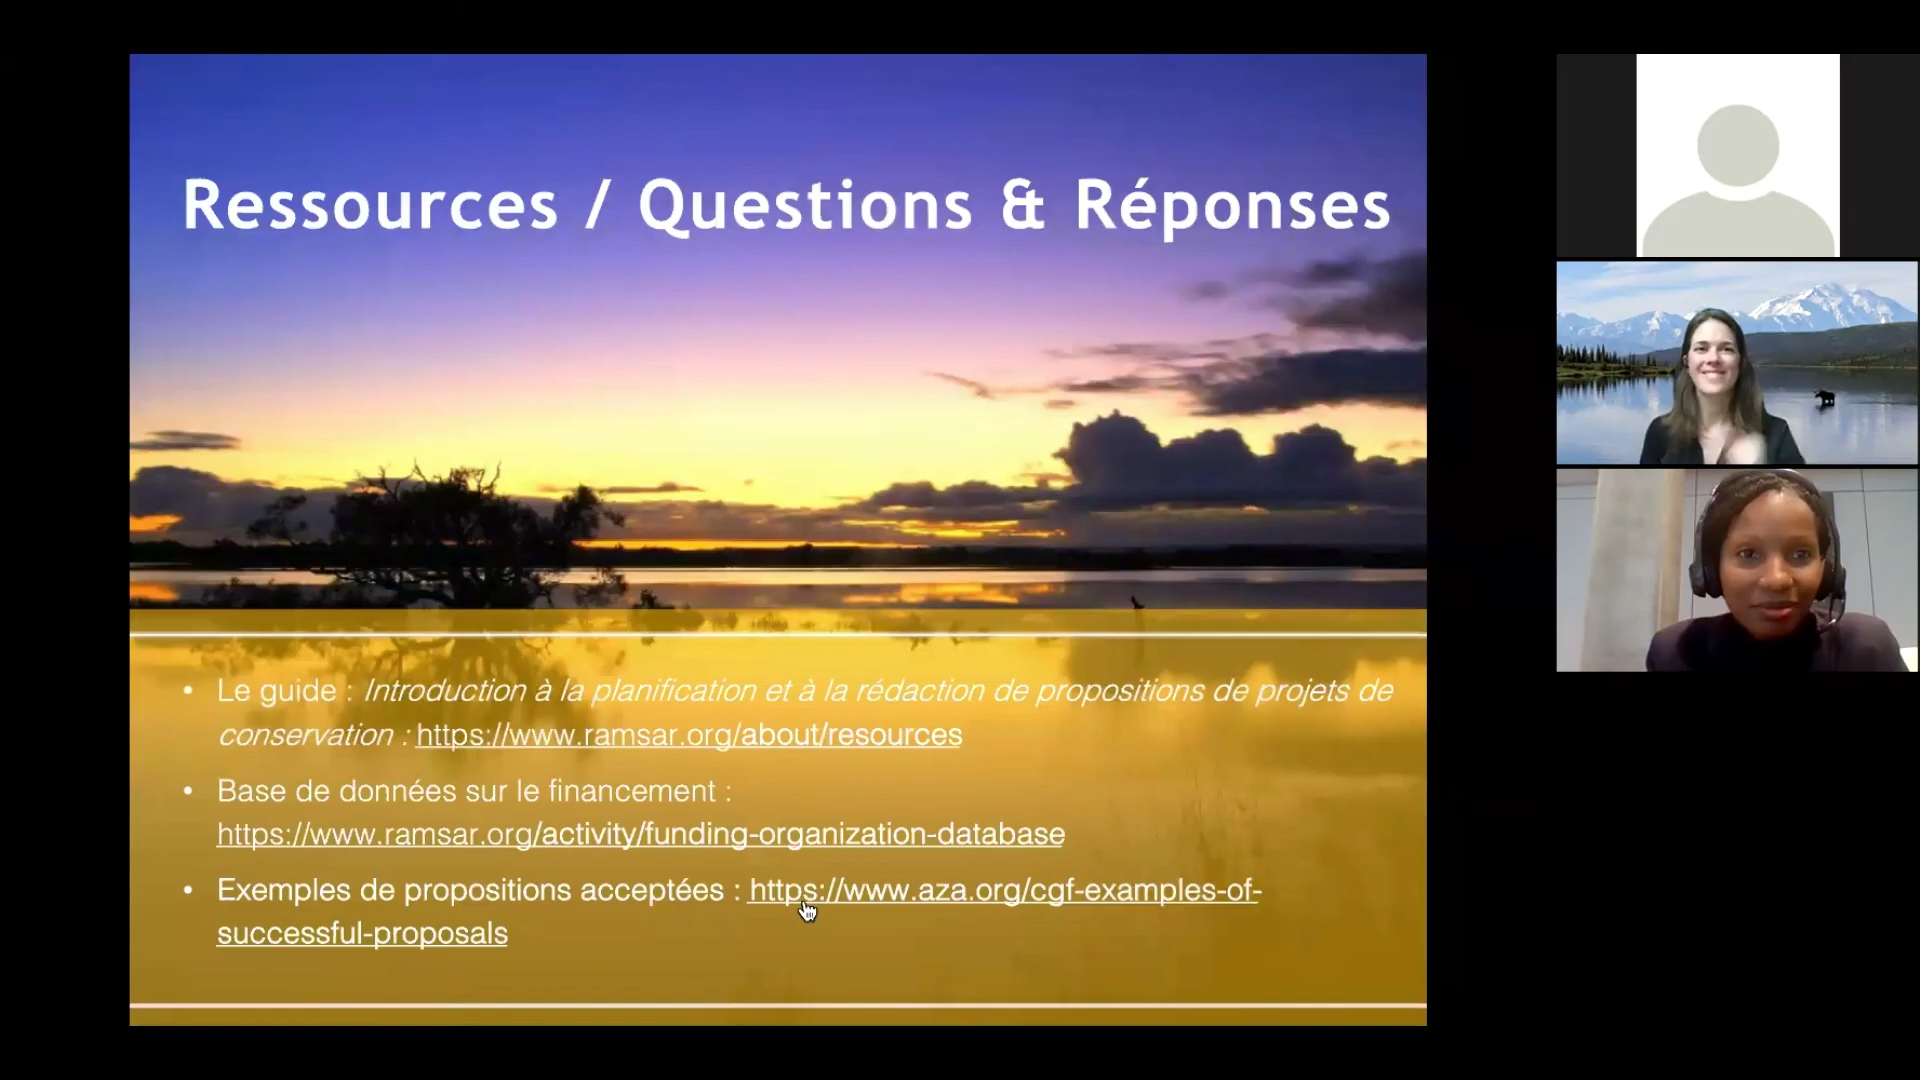 Ressources / Questions & Réponses
• Le guide : Introduction à la planification et à la rédaction de propositions de projets de
conservation : https://www.ramsar.org/about/resources
• Base de données sur le financement :
https://www.ramsar.org/activity/funding-organization-database
• Exemples de propositions acceptées : https://www.aza.org/cgf-examples-of-
successful-proposals